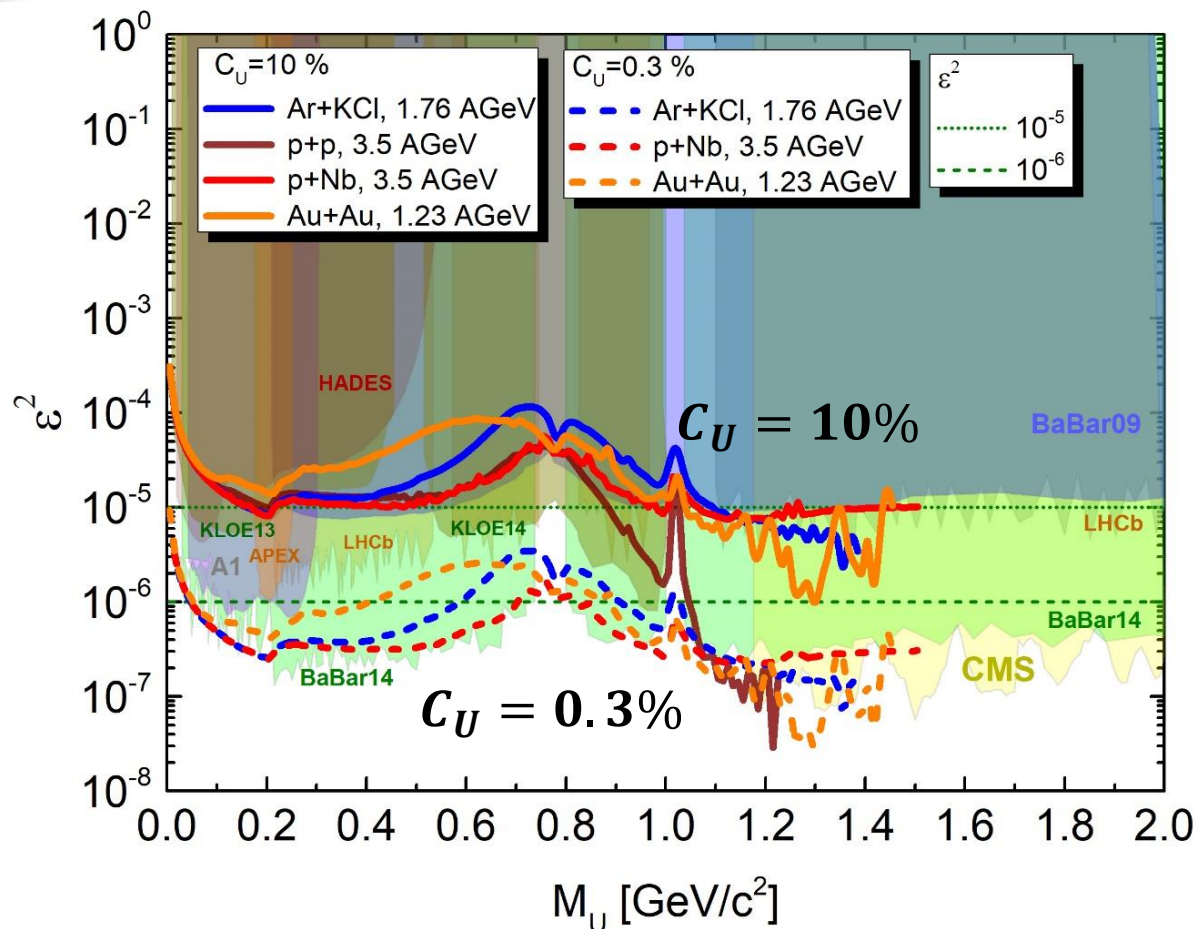 10⁰
10⁻¹
10⁻²
10⁻³
10⁻⁴
10⁻⁵
10⁻⁶
10⁻⁷
10⁻⁸
ε²
C_U=10 %
Ar+KCl, 1.76 AGeV
p+p, 3.5 AGeV
p+Nb, 3.5 AGeV
Au+Au, 1.23 AGeV
C_U=0.3 %
Ar+KCl, 1.76 AGeV
p+Nb, 3.5 AGeV
Au+Au, 1.23 AGeV
ε²
10⁻⁵
10⁻⁶
HADES
C_U = 10%
BaBar09
KLOE13
KLOE14
LHCb
LHCb
APEX
A1
BaBar14
BaBar14
CMS
C_U = 0.3%
0.0 0.2 0.4 0.6 0.8 1.0 1.2 1.4 1.6 1.8 2.0
M_U [GeV/c²]